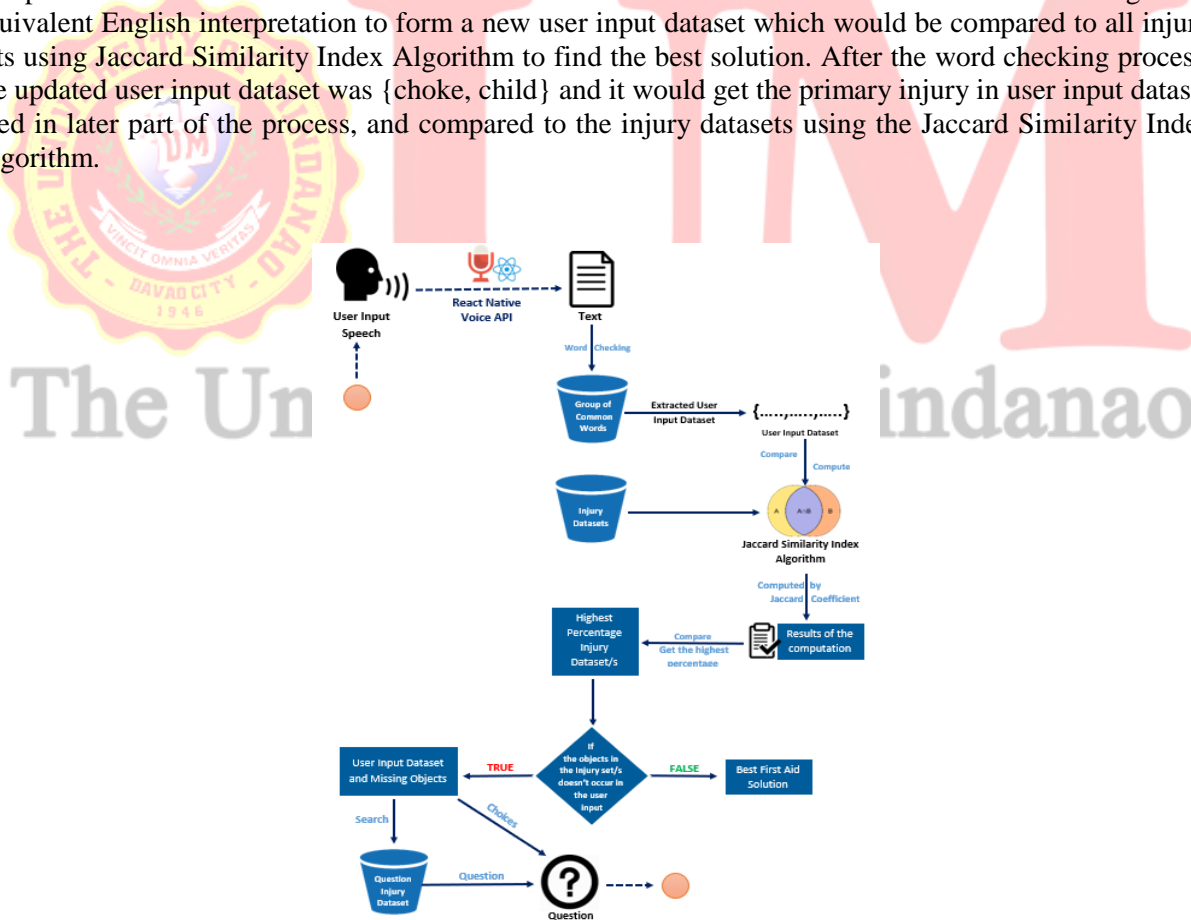 equivalent English interpretation to form a new user input dataset which would be compared to all injur
ts using Jaccard Similarity Index Algorithm to find the best solution. After the word checking process
e updated user input dataset was {choke, child} and it would get the primary injury in user input datas
ed in later part of the process, and compared to the injury datasets using the Jaccard Similarity Inde
gorithm.
UM
THE UNIVERSITY OF MINDANAO
VINCIT OMNIA VERITAS
DAVAO CITY
1946
The Un
indanao
User Input
Speech
React Native
Voice API
Text
Word Checking
Group of
Common
Words
Extracted User
Input Dataset
{.....,.....,.....}
User Input Dataset
Compare
Compute
Injury
Datasets
A
A∩B
B
Jaccard Similarity Index
Algorithm
Computed by
Jaccard Coefficient
Results of the
computation
Compare
Get the highest
percentage
Highest
Percentage
Injury
Dataset/s
If
the objects in
the injury set/s
doesn't occur in
the user
input
TRUE
FALSE
User Input Dataset
and Missing Objects
Best First Aid
Solution
Search
Choices
Question
Injury
Dataset
Question
?
Question